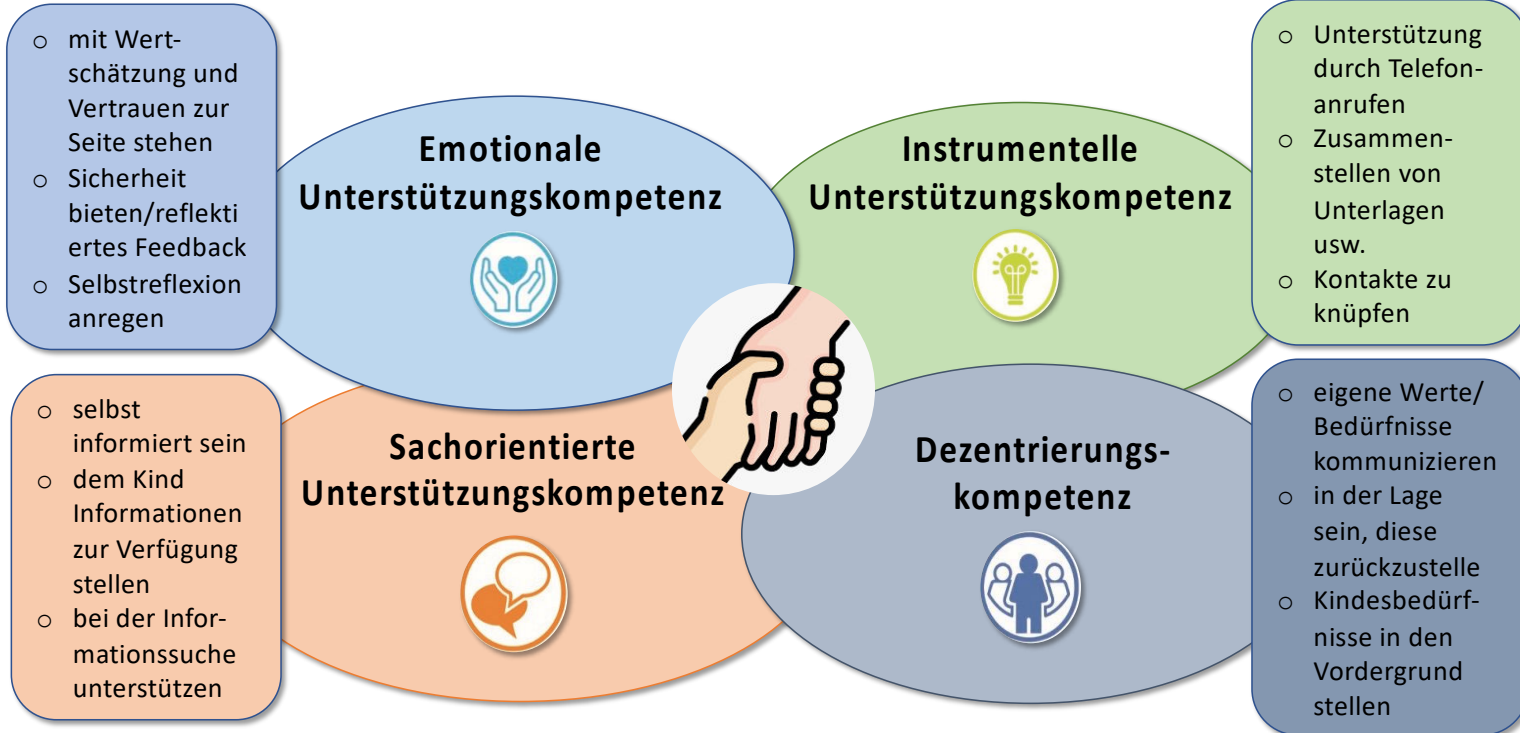 o mit Wert-
schätzung und
Vertrauen zur
Seite stehen
o Sicherheit
bieten/reflekti
ertes Feedback
o Selbstreflexion
anregen
Emotionale
Unterstützungskompetenz
Instrumentelle
Unterstützungskompetenz
o Unterstützung
durch Telefon-
anrufen
o Zusammen-
stellen von
Unterlagen
usw.
o Kontakte zu
knüpfen
o selbst
informiert sein
o dem Kind
Informationen
zur Verfügung
stellen
o bei der Infor-
mationssuche
unterstützen
Sachorientierte
Unterstützungskompetenz
Dezentrierungs-
kompetenz
o eigene Werte/
Bedürfnisse
kommunizieren
o in der Lage
sein, diese
zurückzustelle
o Kindesbedürf-
nisse in den
Vordergrund
stellen